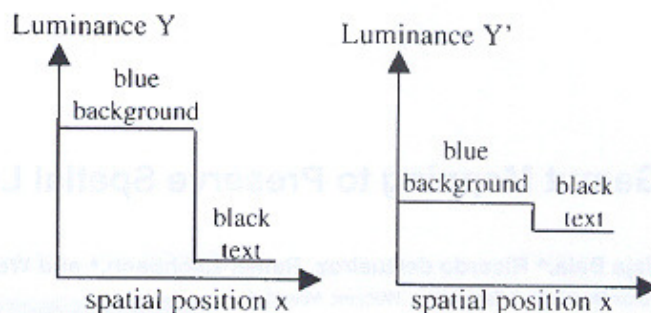 Luminance Y
blue
background
black
text
spatial position x
Luminance Y'
blue
background
black
text
spatial position x